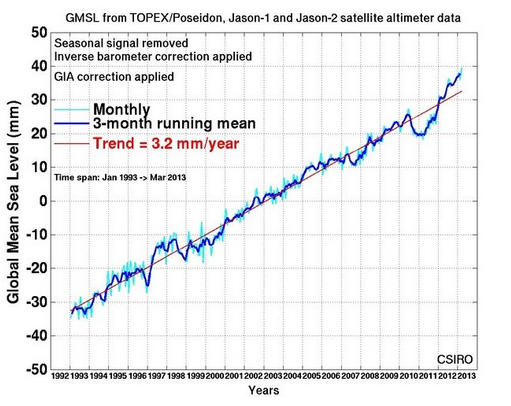 GMSL from TOPEX/Poseidon, Jason-1 and Jason-2 satellite altimeter data
Seasonal signal removed
Inverse barometer correction applied
GIA correction applied
Monthly
3-month running mean
Trend = 3.2 mm/year
Time span: Jan 1993 -> Mar 2013
Global Mean Sea Level (mm)
50
40
30
20
10
0
-10
-20
-30
-40
-50
CSIRO
1992 1993 1994 1995 1996 1997 1998 1999 2000 2001 2002 2003 2004 2005 2006 2007 2008 2009 2010 2011 2012 2013
Years